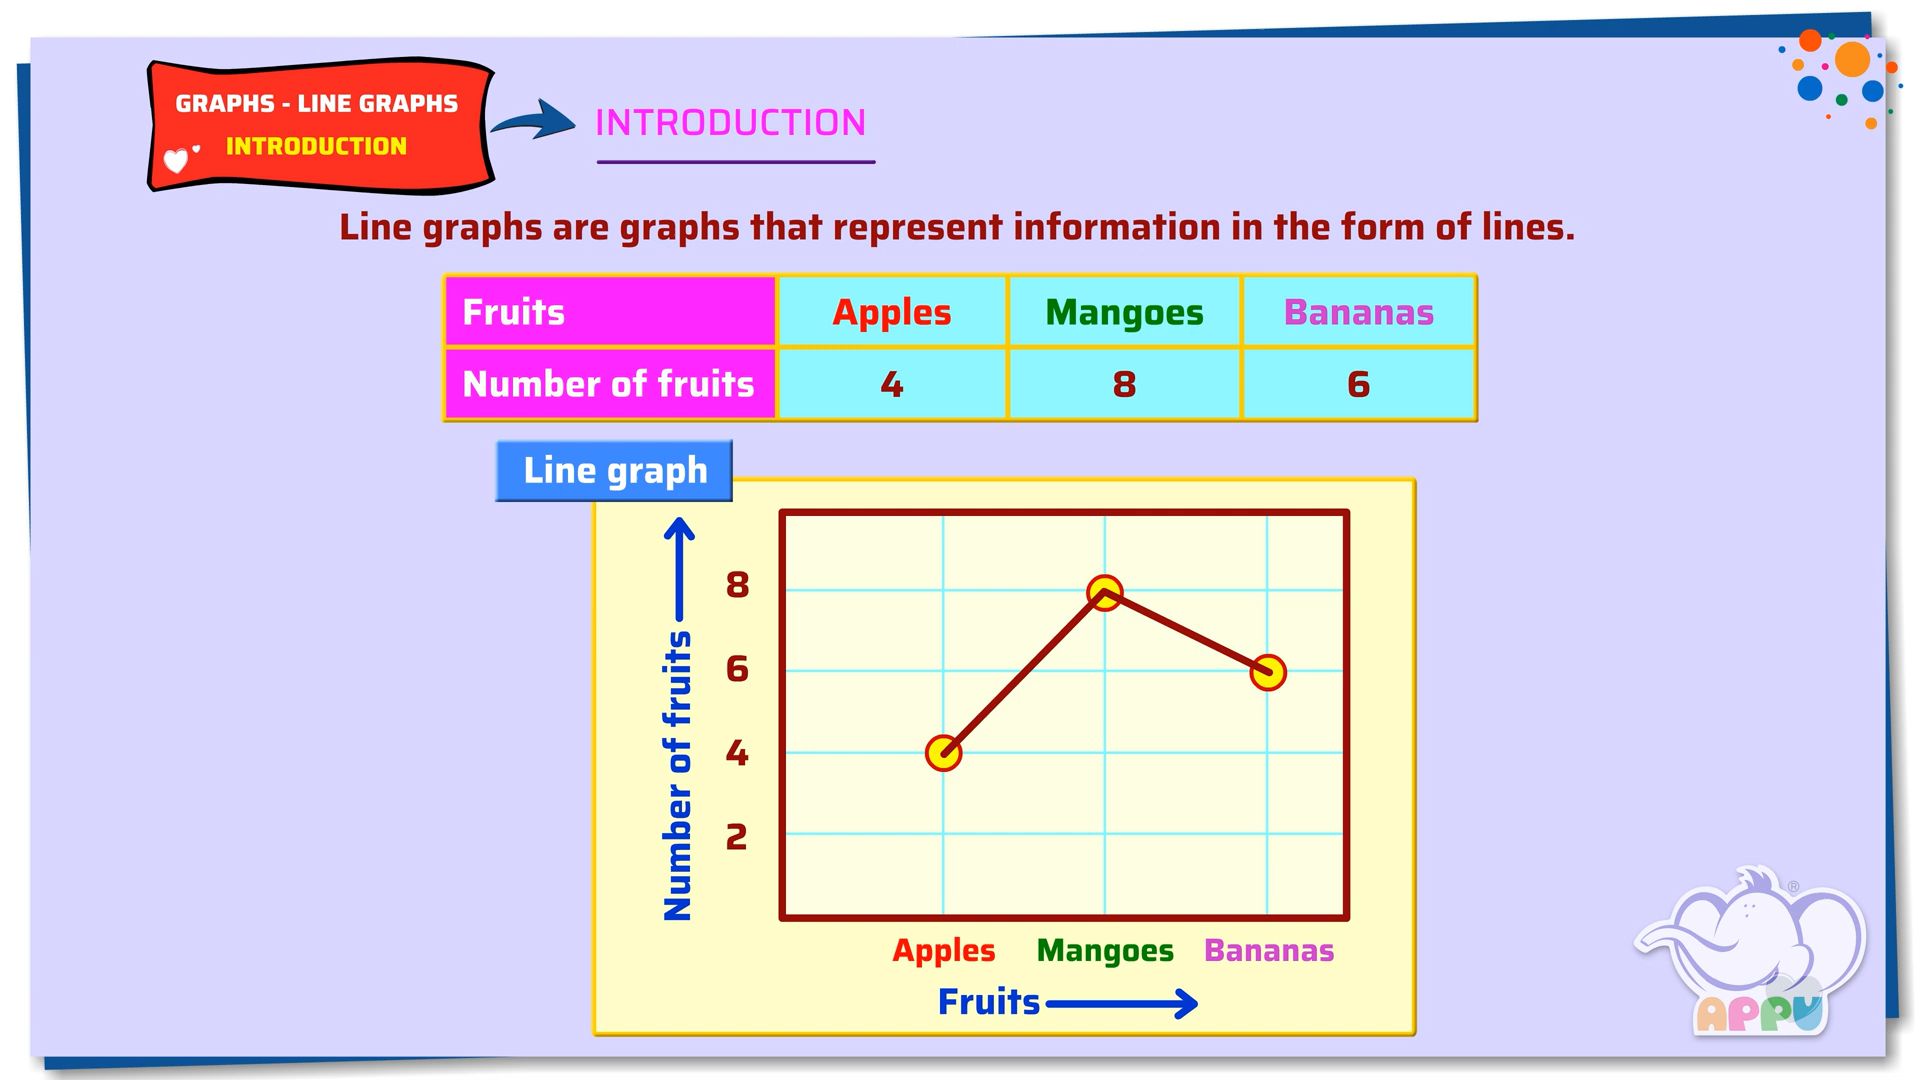 GRAPHS - LINE GRAPHS
INTRODUCTION
INTRODUCTION
Line graphs are graphs that represent information in the form of lines.
Fruits Apples Mangoes Bananas
Number of fruits 4 8 6
Line graph
Number of fruits
8
6
4
2
Apples Mangoes Bananas
Fruits
®
APPU